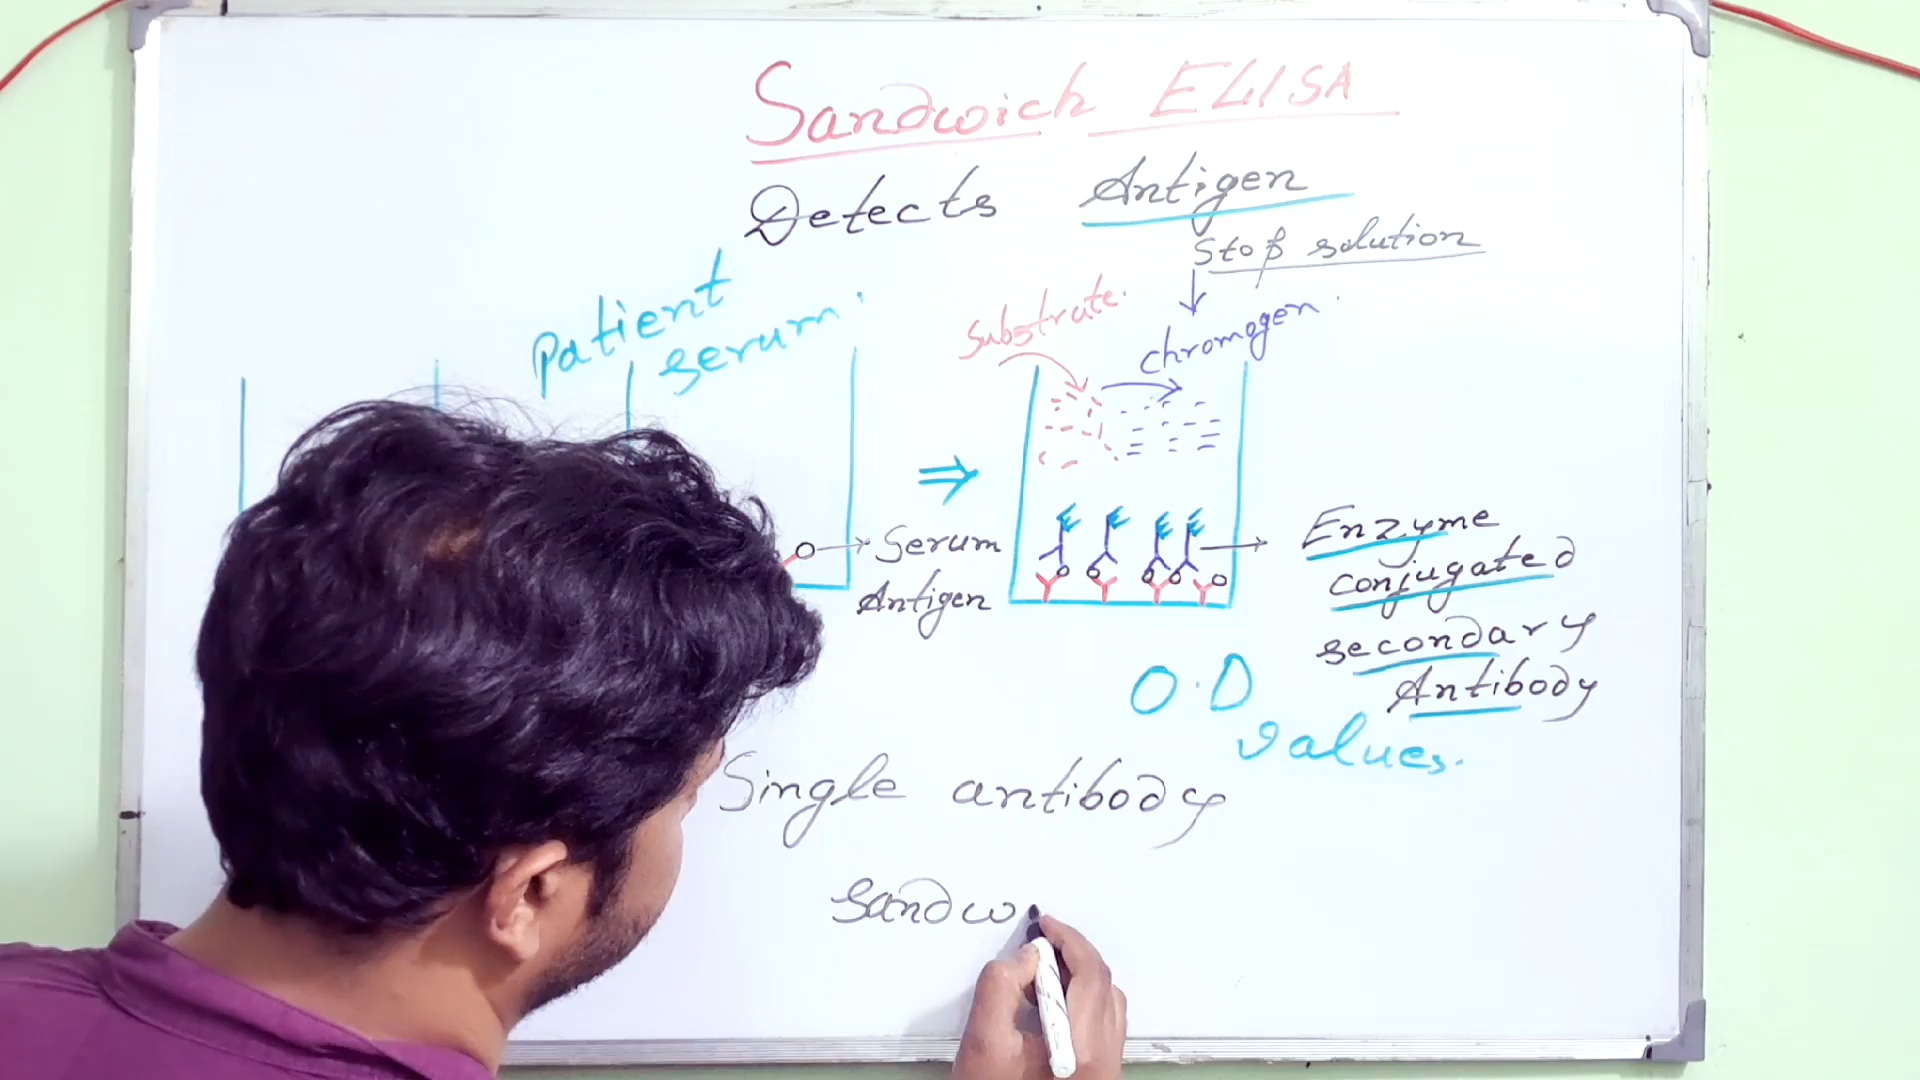 Sandwich ELISA
Detects Antigen
Stop solution
Patient
serum.
Substrate.
chromogen.
E E E E
Serum
Antigen
Enzyme
conjugated
secondary
Antibody
O.D
values.
Single antibody
sandw